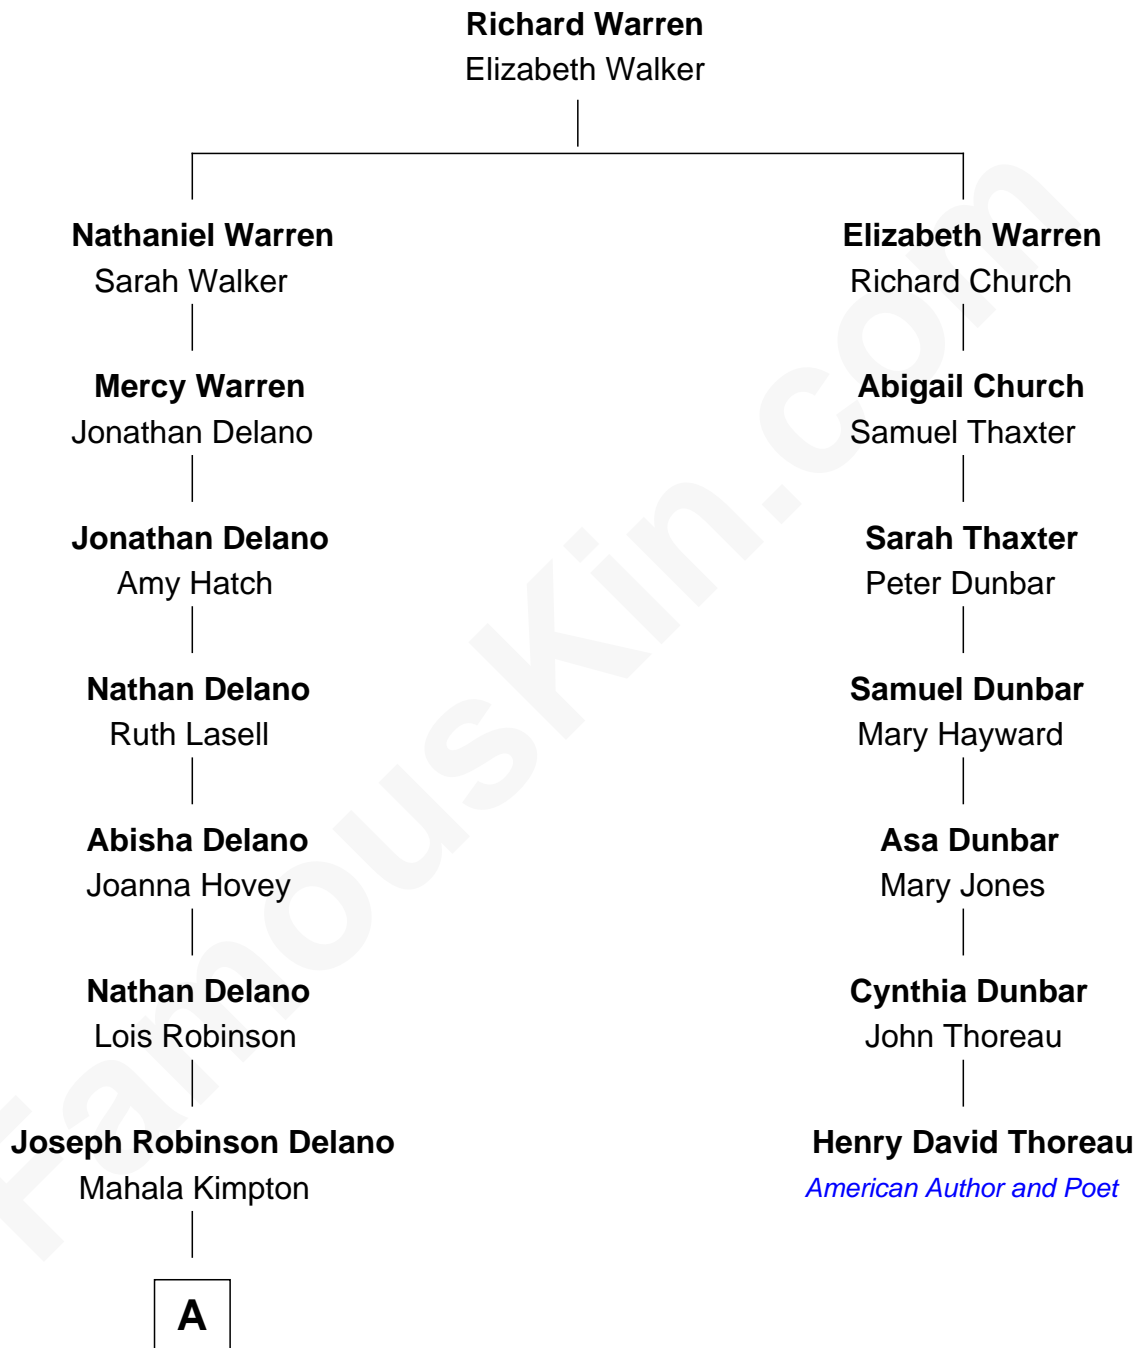 Richard Warren
Elizabeth Walker
Nathaniel Warren
Sarah Walker
Mercy Warren
Jonathan Delano
Jonathan Delano
Amy Hatch
Nathan Delano
Ruth Lasell
Abisha Delano
Joanna Hovey
Nathan Delano
Lois Robinson
Joseph Robinson Delano
Mahala Kimpton
A
Elizabeth Warren
Richard Church
Abigail Church
Samuel Thaxter
Sarah Thaxter
Peter Dunbar
Samuel Dunbar
Mary Hayward
Asa Dunbar
Mary Jones
Cynthia Dunbar
John Thoreau
Henry David Thoreau
American Author and Poet
FamousKin.com